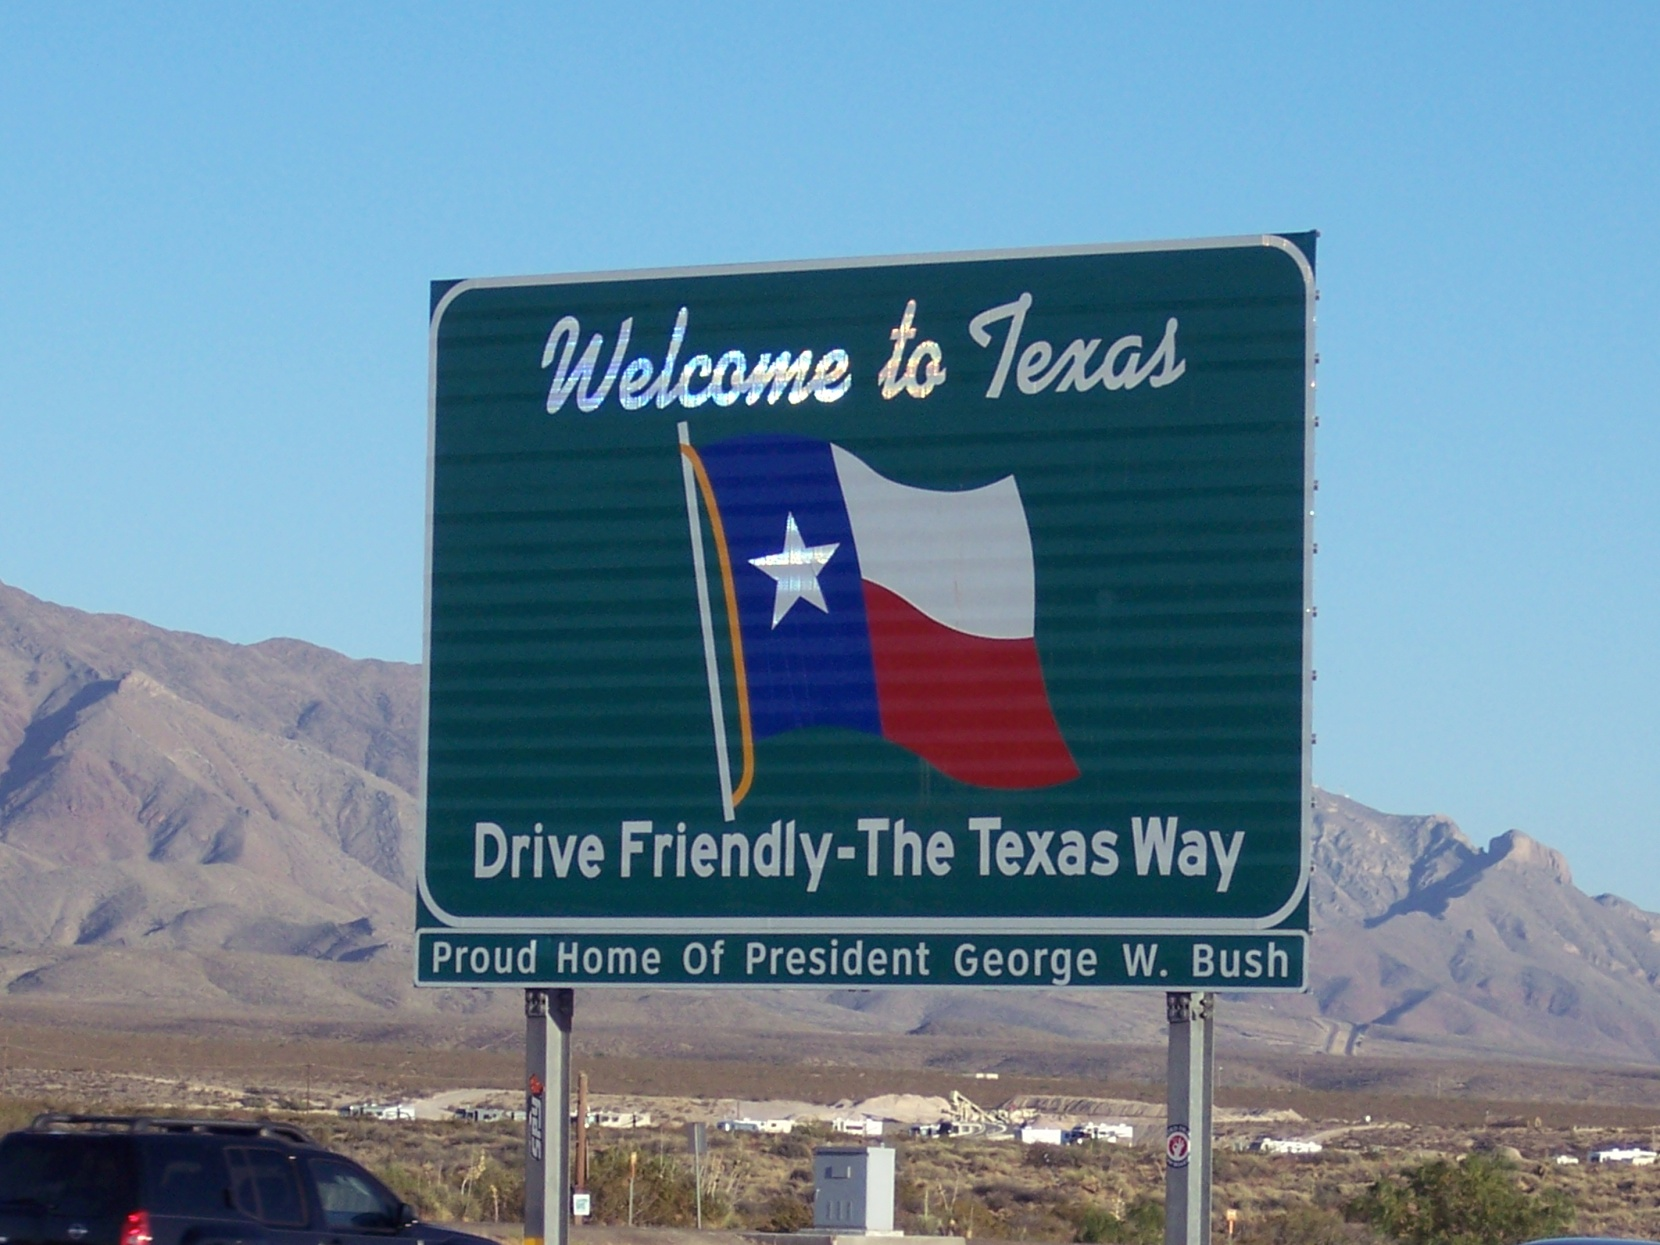 Welcome to Texas
Drive Friendly-The Texas Way
Proud Home Of President George W. Bush